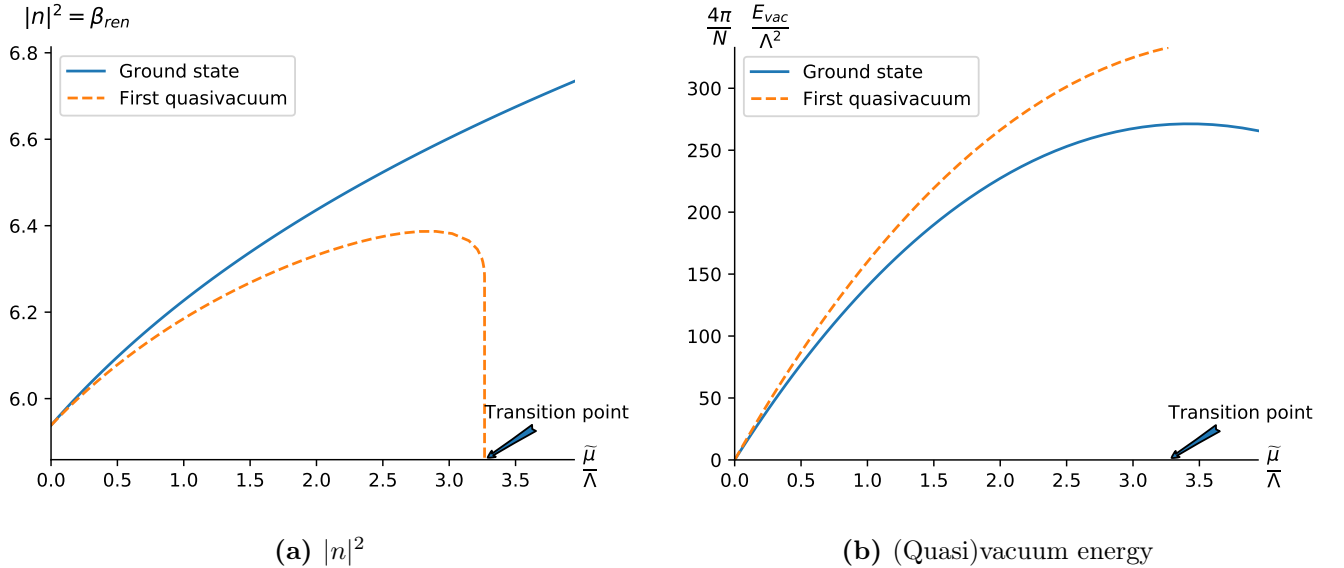 |n|² = β_ren
6.8
6.6
6.4
6.2
6.0
Ground state
First quasivacuum
Transition point
0.0 0.5 1.0 1.5 2.0 2.5 3.0 3.5
μ̃/Λ
(a) |n|²
4π/N E_vac/Λ²
300
250
200
150
100
50
0
Ground state
First quasivacuum
Transition point
0.0 0.5 1.0 1.5 2.0 2.5 3.0 3.5
μ̃/Λ
(b) (Quasi)vacuum energy